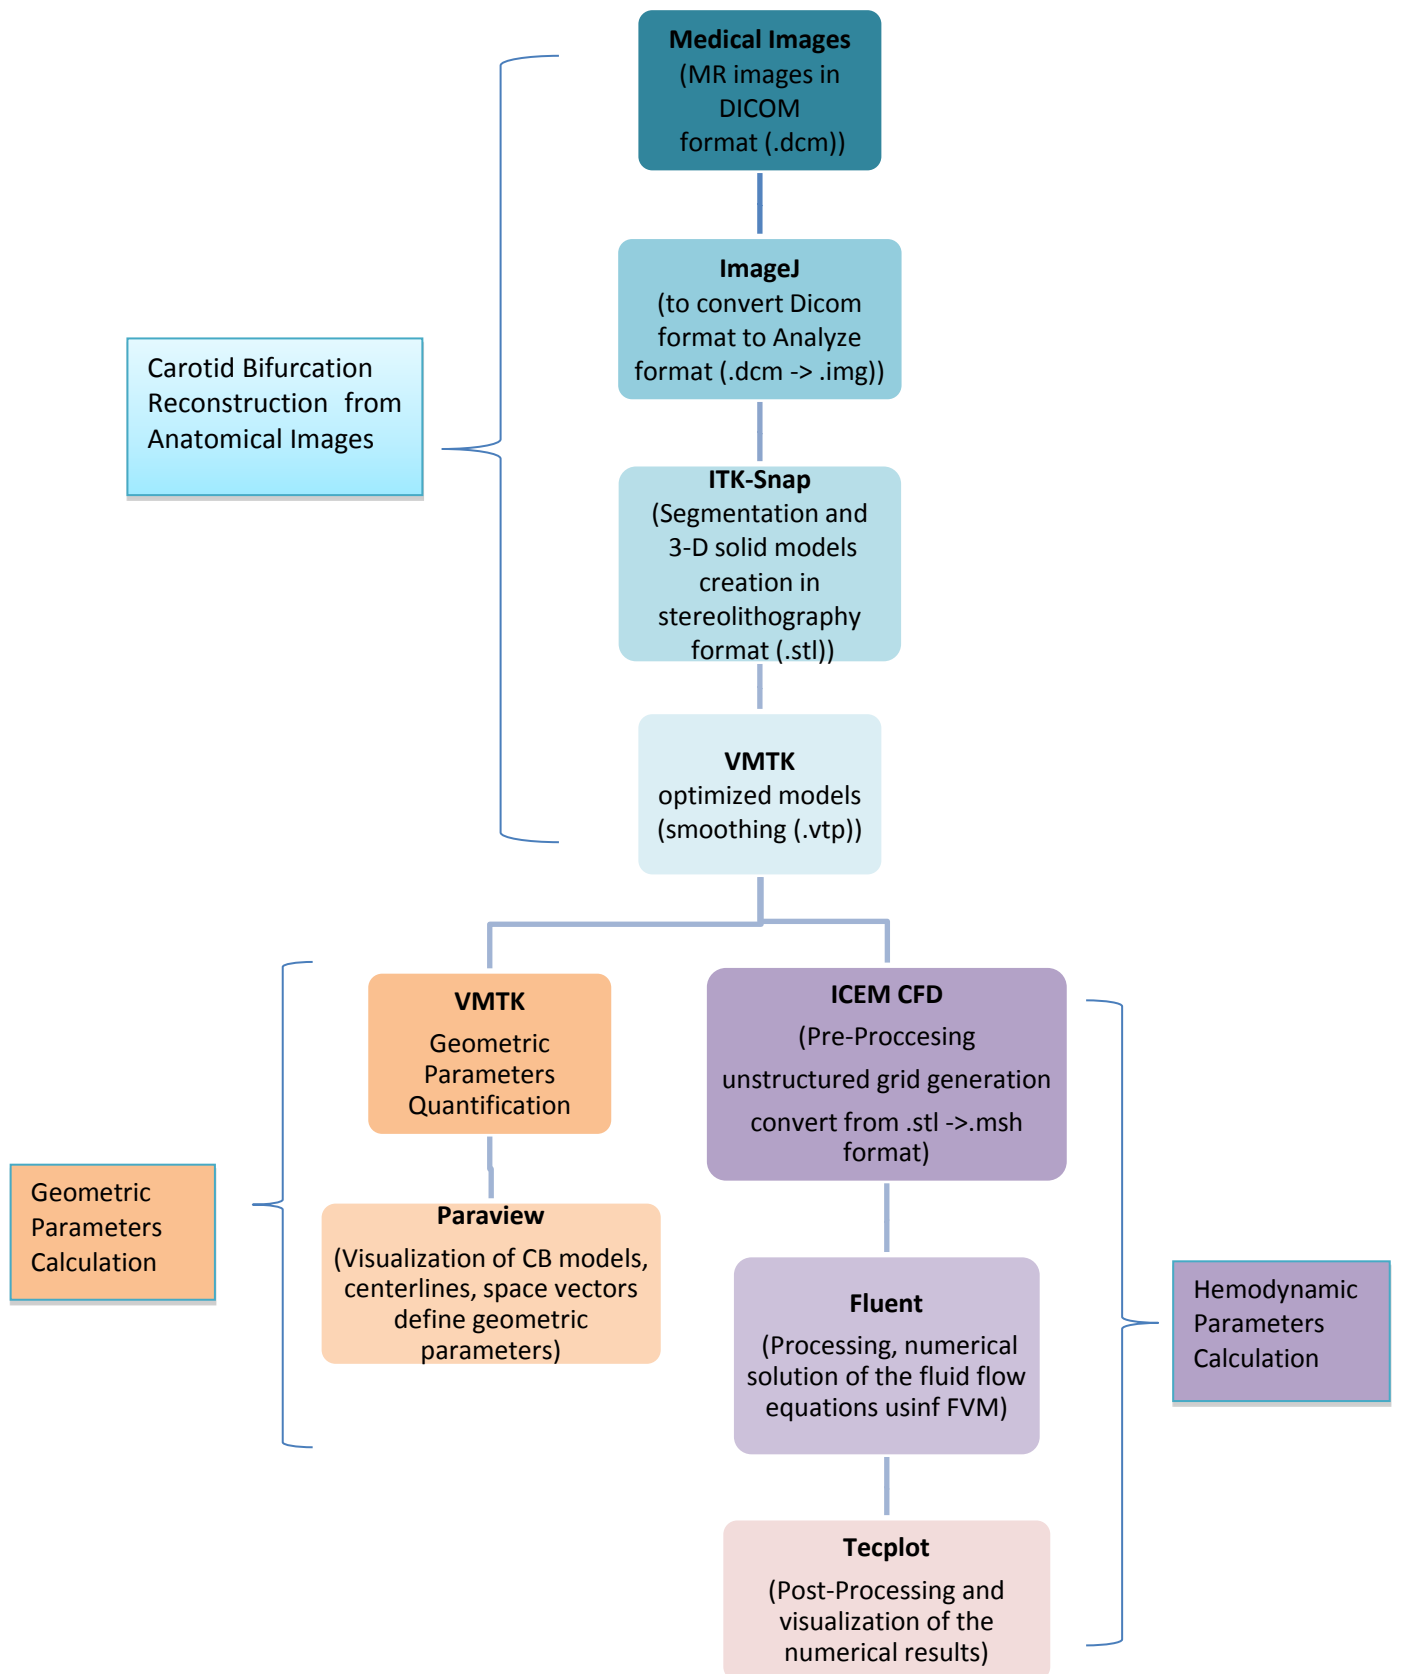 Medical Images
(MR images in
DICOM
format (.dcm))
ImageJ
(to convert Dicom
format to Analyze
format (.dcm -> .img))
Carotid Bifurcation
Reconstruction from
Anatomical Images
ITK-Snap
(Segmentation and
3-D solid models
creation in
stereolithography
format (.stl))
VMTK
optimized models
(smoothing (.vtp))
VMTK
Geometric
Parameters
Quantification
ICEM CFD
(Pre-Proccesing
unstructured grid generation
convert from .stl ->.msh
format)
Geometric
Parameters
Calculation
Paraview
(Visualization of CB models,
centerlines, space vectors
define geometric
parameters)
Fluent
(Processing, numerical
solution of the fluid flow
equations usinf FVM)
Hemodynamic
Parameters
Calculation
Tecplot
(Post-Processing and
visualization of the
numerical results)